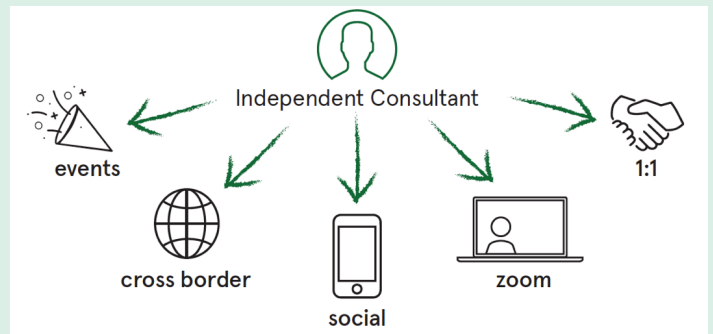 Independent Consultant
events
1:1
cross border
zoom
social